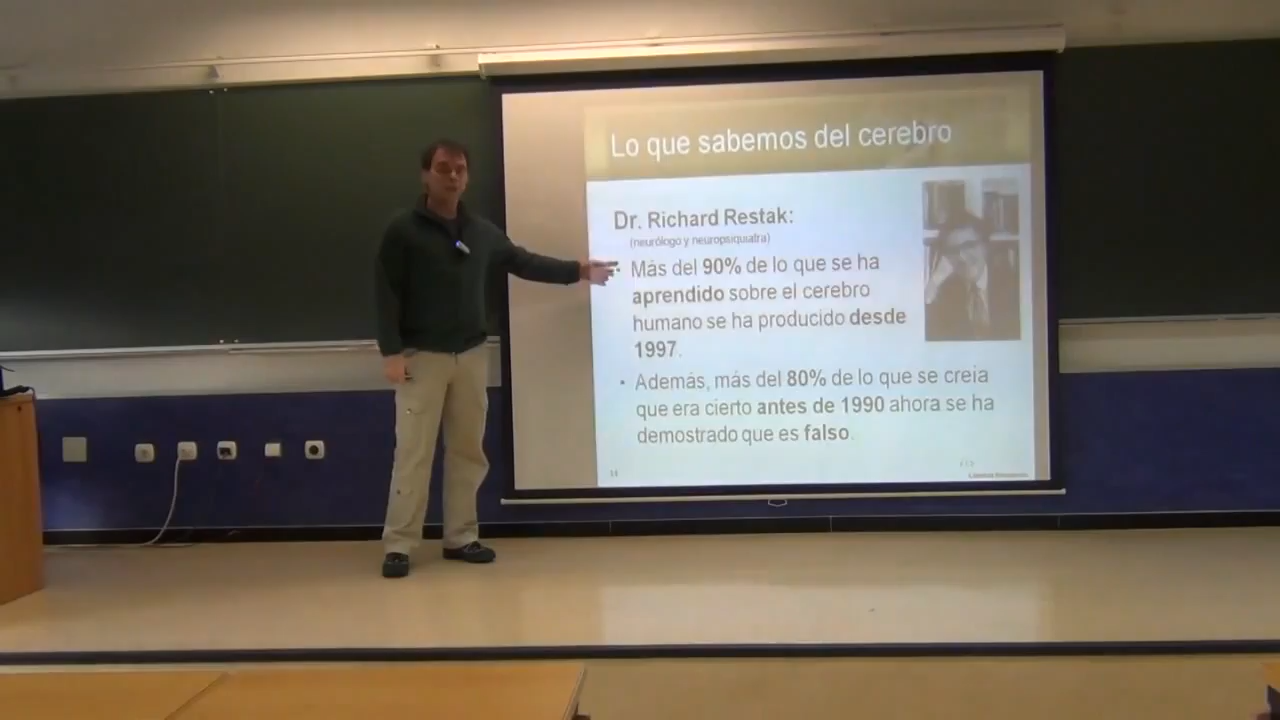 Lo que sabemos del cerebro
Dr. Richard Restak:
(neurólogo y neuropsiquiatra)
• Más del 90% de lo que se ha
aprendido sobre el cerebro
humano se ha producido desde
1997.
• Además, más del 80% de lo que se creía
que era cierto antes de 1990 ahora se ha
demostrado que es falso.